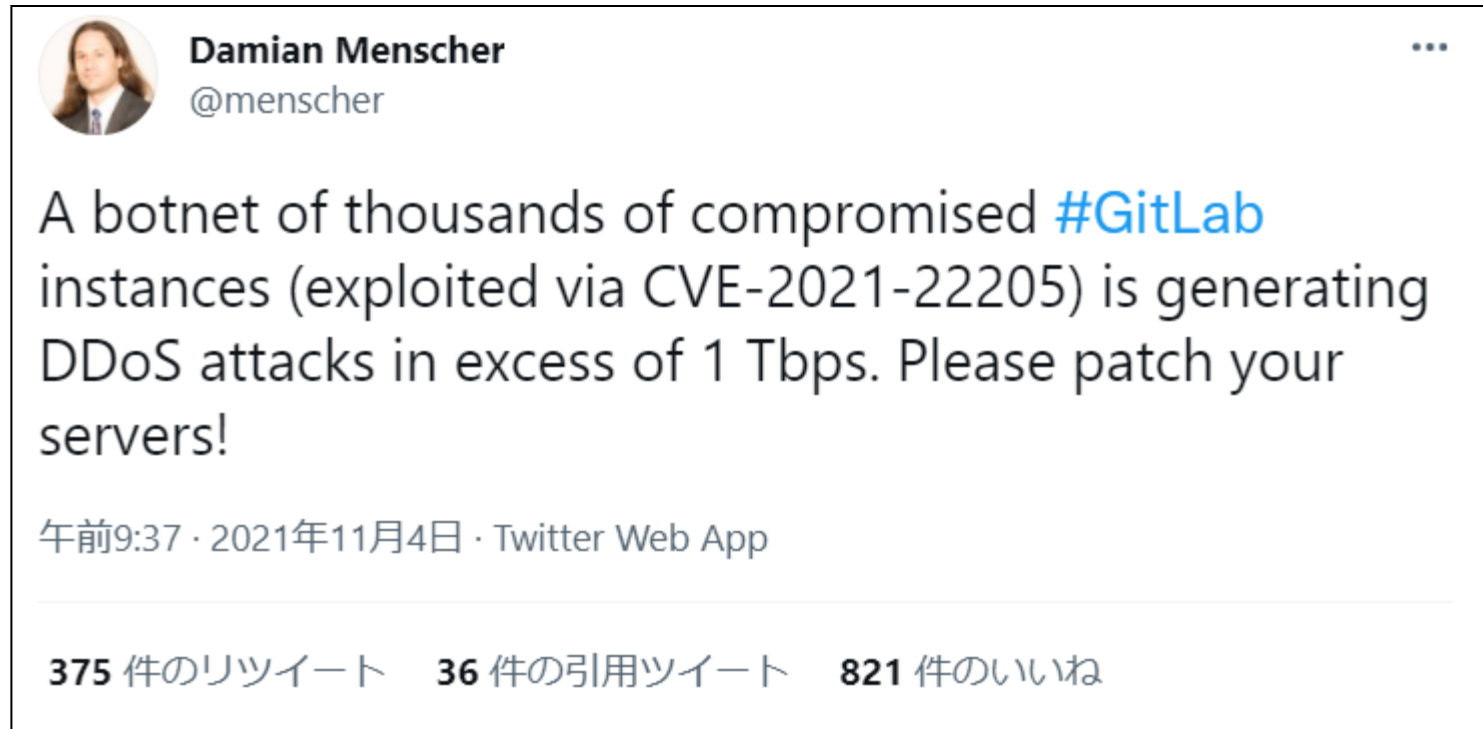 Damian Menscher
@menscher
A botnet of thousands of compromised #GitLab
instances (exploited via CVE-2021-22205) is generating
DDoS attacks in excess of 1 Tbps. Please patch your
servers!
午前9:37 · 2021年11月4日 · Twitter Web App
375 件のリツイート 36 件の引用ツイート 821 件のいいね